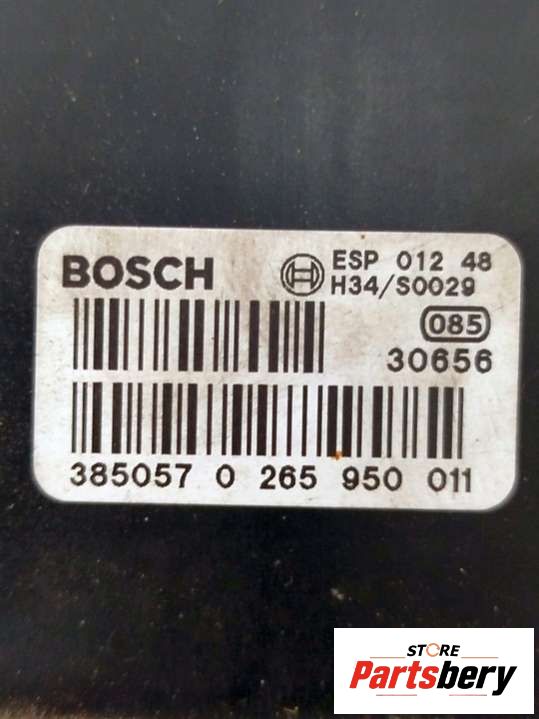 BOSCH
ESP 012 48
H34/S0029
085
30656
385057 0 265 950 011
STORE
Partsbery